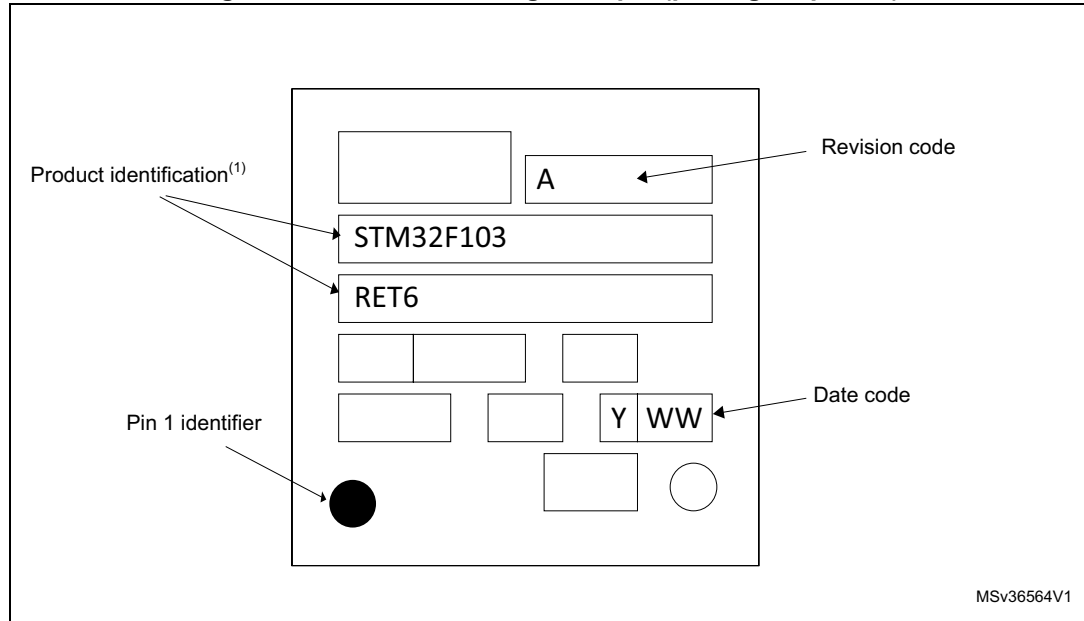 Revision code
A
Product identification(1)
STM32F103
RET6
Date code
Y WW
Pin 1 identifier
MSv36564V1